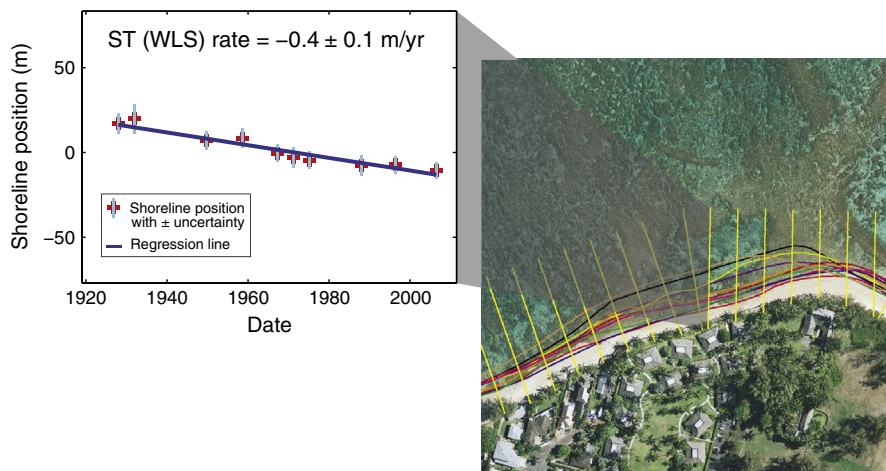 ST (WLS) rate = −0.4 ± 0.1 m/yr
Shoreline position (m)
50
0
−50
Shoreline position
with ± uncertainty
Regression line
1920
1940
1960
1980
2000
Date